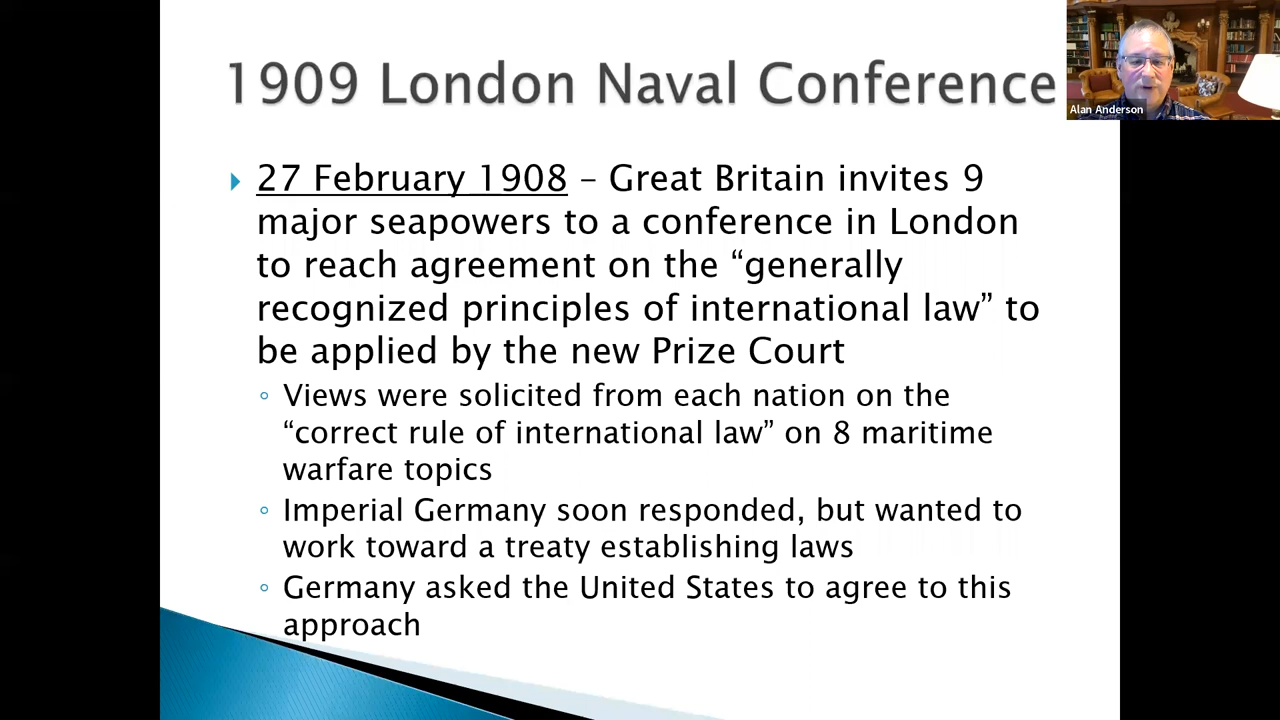 1909 London Naval Conference
Alan Anderson
27 February 1908 – Great Britain invites 9
major seapowers to a conference in London
to reach agreement on the “generally
recognized principles of international law” to
be applied by the new Prize Court
Views were solicited from each nation on the
“correct rule of international law” on 8 maritime
warfare topics
Imperial Germany soon responded, but wanted to
work toward a treaty establishing laws
Germany asked the United States to agree to this
approach